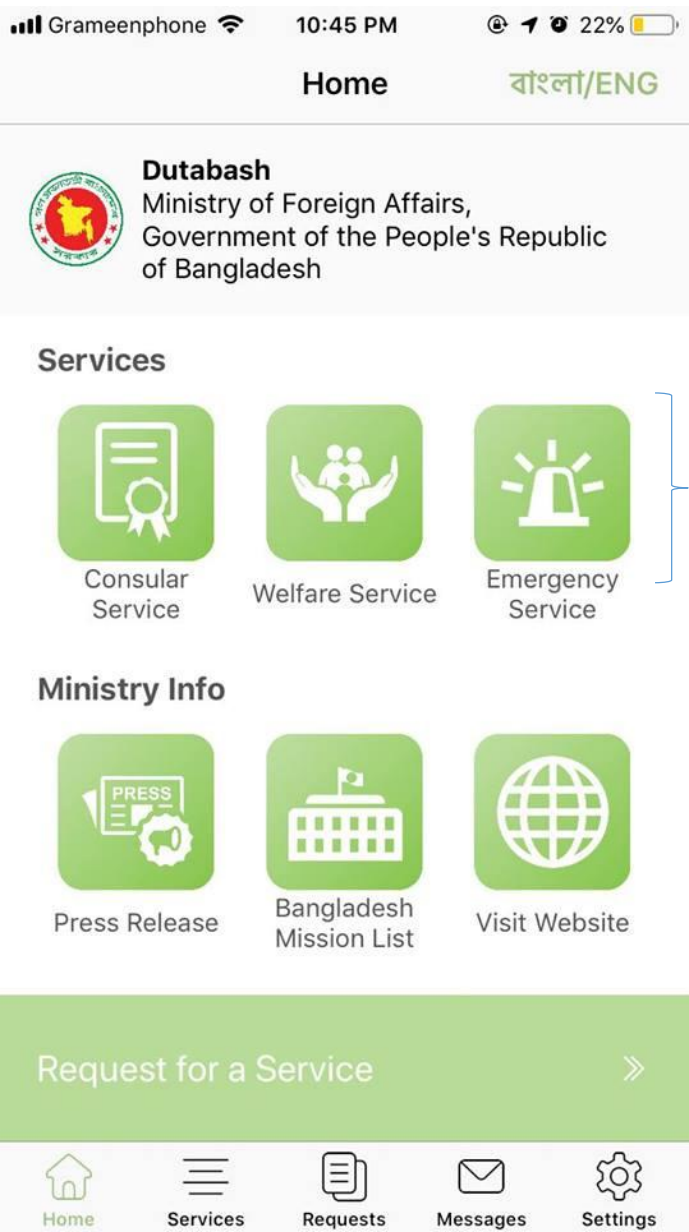 Grameenphone 10:45 PM 22%
Home বাংলা/ENG
Dutabash
Ministry of Foreign Affairs,
Government of the People's Republic
of Bangladesh
Services
Consular
Service
Welfare Service
Emergency
Service
Ministry Info
PRESS
Press Release
Bangladesh
Mission List
Visit Website
Request for a Service
Home Services Requests Messages Settings